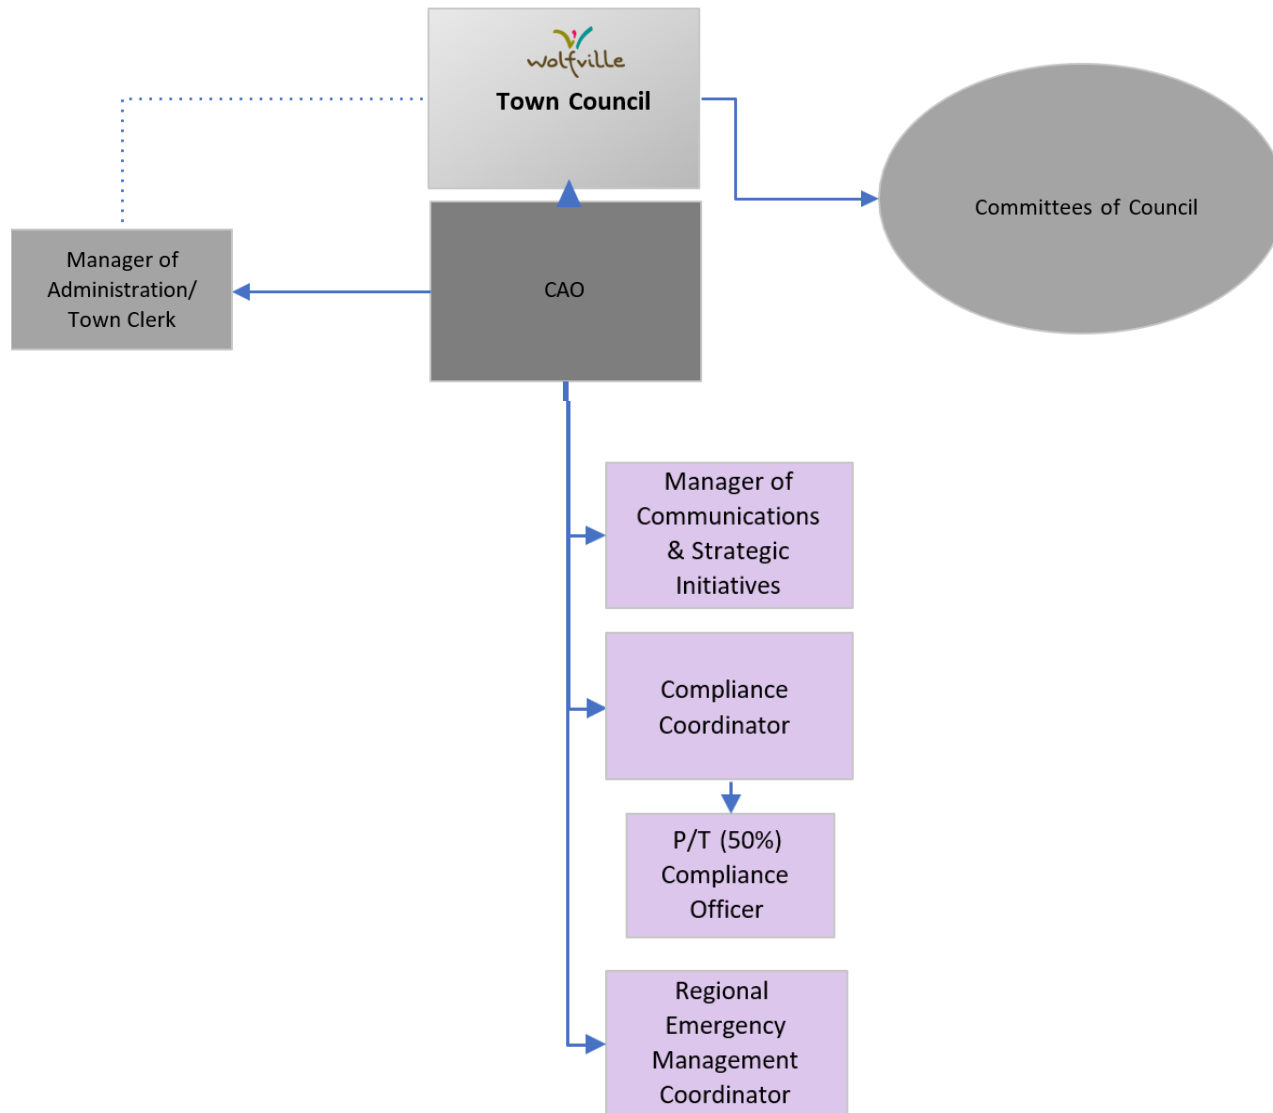 wolfville
Town Council
Committees of Council
Manager of
Administration/
Town Clerk
CAO
Manager of
Communications
& Strategic
Initiatives
Compliance
Coordinator
P/T (50%)
Compliance
Officer
Regional
Emergency
Management
Coordinator